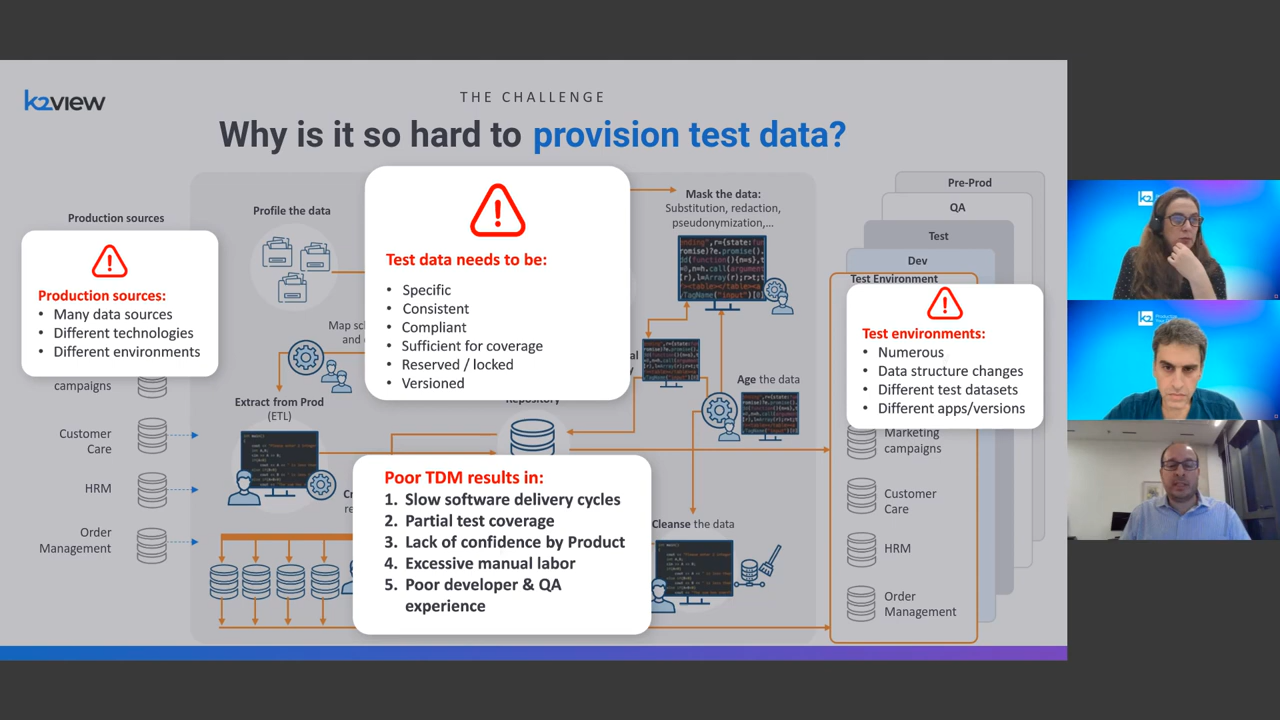 k2view
THE CHALLENGE
Why is it so hard to provision test data?
Production sources
Production sources:
• Many data sources
• Different technologies
• Different environments
campaigns
Customer
Care
HRM
Order
Management
Profile the data
Map
and
Extract from Prod
(ETL)
Test data needs to be:
• Specific
• Consistent
• Compliant
• Sufficient for coverage
• Reserved / locked
• Versioned
Repository
Poor TDM results in:
1. Slow software delivery cycles
2. Partial test coverage
3. Lack of confidence by Product
4. Excessive manual labor
5. Poor developer & QA
experience
Mask the data:
Substitution, redaction,
pseudonymization,...
Age the data
Cleanse the data
Pre-Prod
QA
Test
Dev
Test Environment
Test environments:
• Numerous
• Data structure changes
• Different test datasets
• Different apps/versions
Marketing
campaigns
Customer
Care
HRM
Order
Management